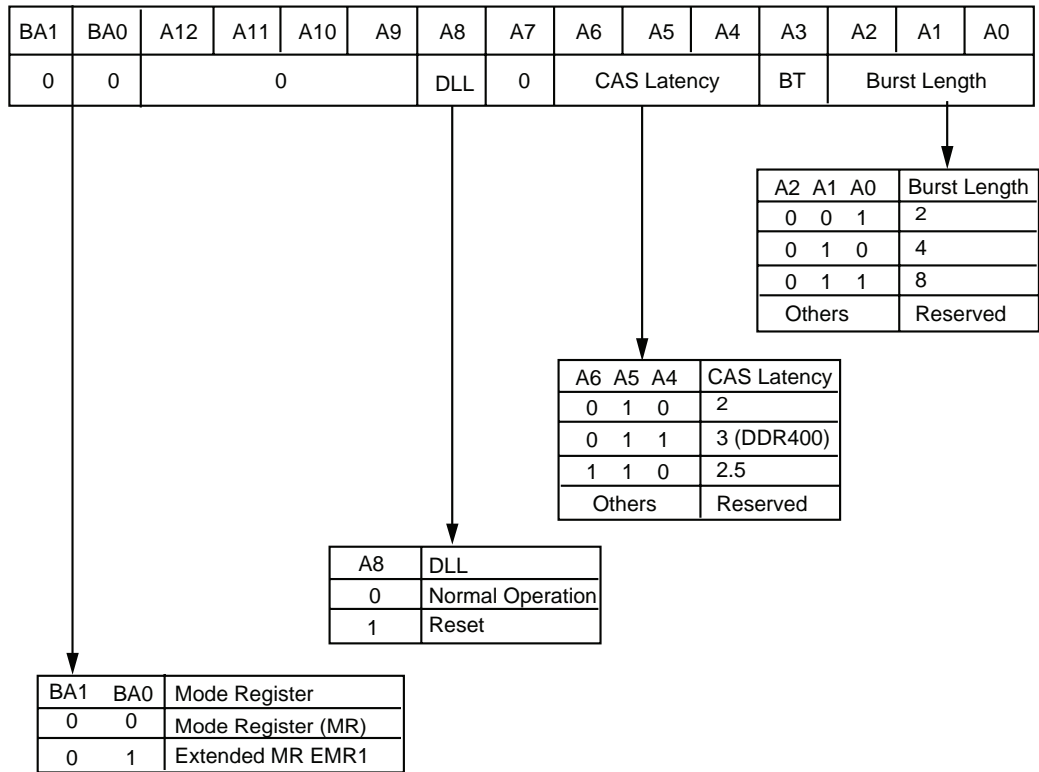 BA1 BA0 A12 A11 A10 A9 A8 A7 A6 A5 A4 A3 A2 A1 A0
0 0 0 DLL 0 CAS Latency BT Burst Length
A2 A1 A0 Burst Length
0 0 1 2
0 1 0 4
0 1 1 8
Others Reserved
A6 A5 A4 CAS Latency
0 1 0 2
0 1 1 3 (DDR400)
1 1 0 2.5
Others Reserved
A8 DLL
0 Normal Operation
1 Reset
BA1 BA0 Mode Register
0 0 Mode Register (MR)
0 1 Extended MR EMR1